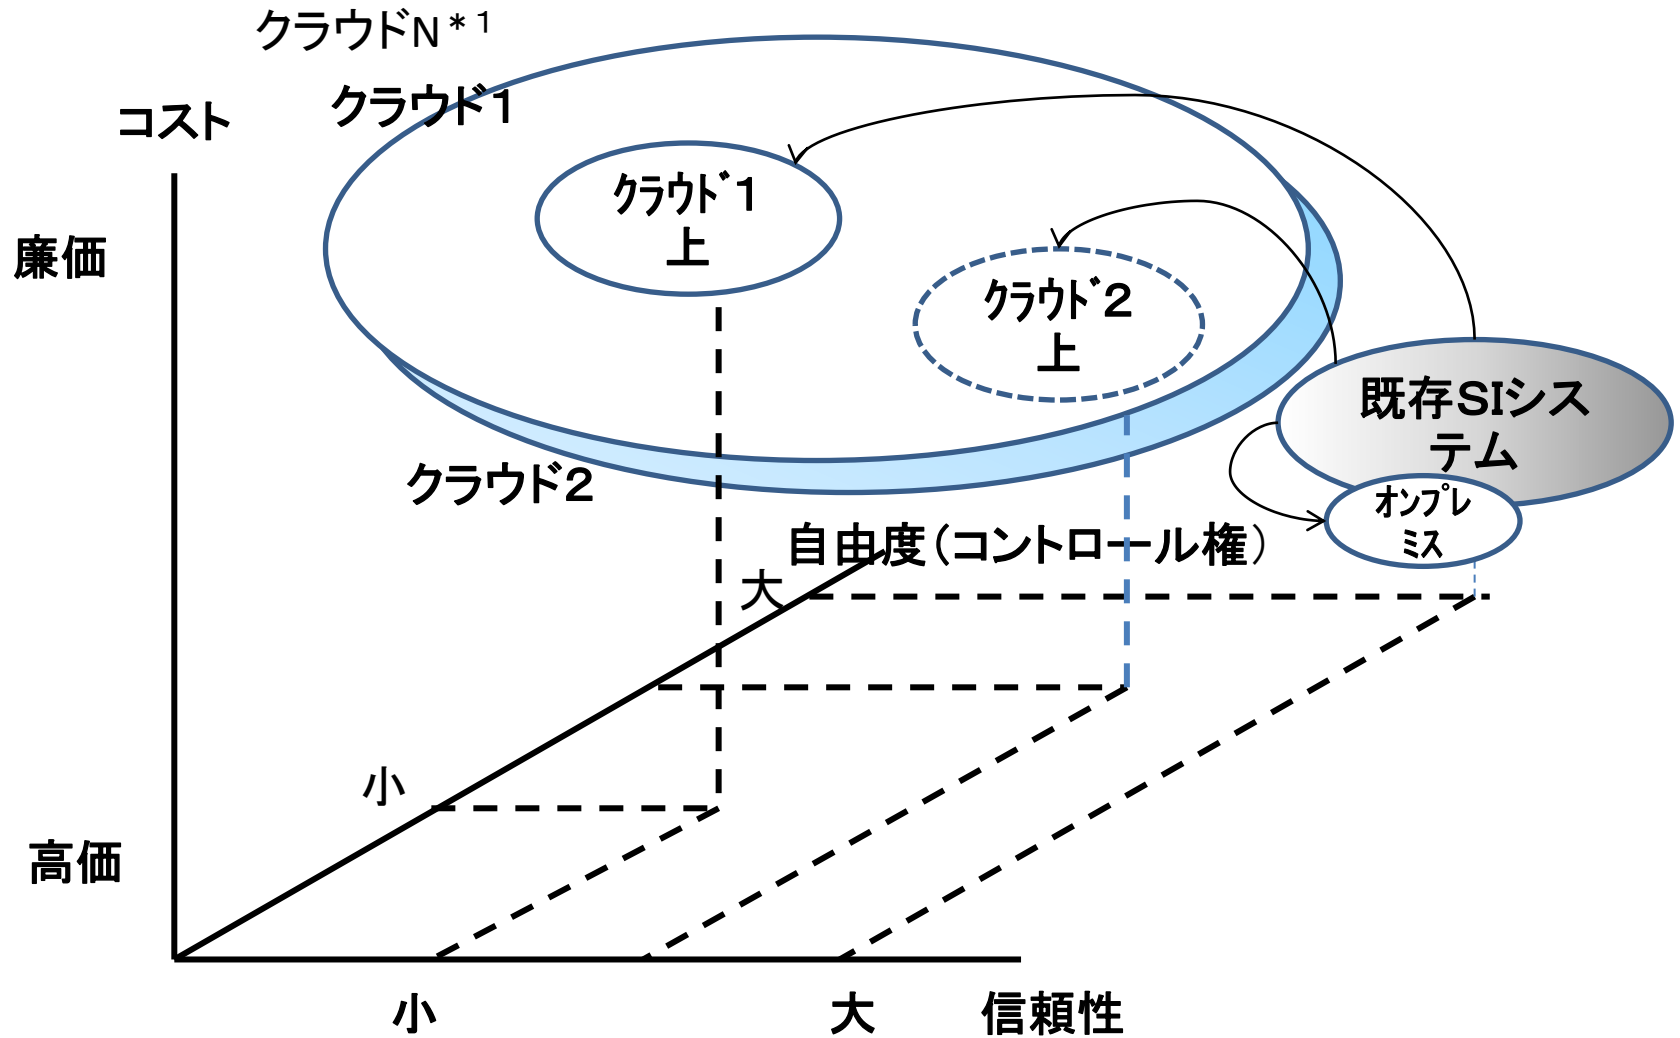 クラウドN*1
クラウド1
コスト
ｸﾗｳﾄﾞ1
上
廉価
ｸﾗｳﾄﾞ2
上
既存SIシス
テム
クラウド2
ｵﾝﾌﾟﾚ
ﾐｽ
自由度(コントロール権)
大
小
高価
小
大
信頼性